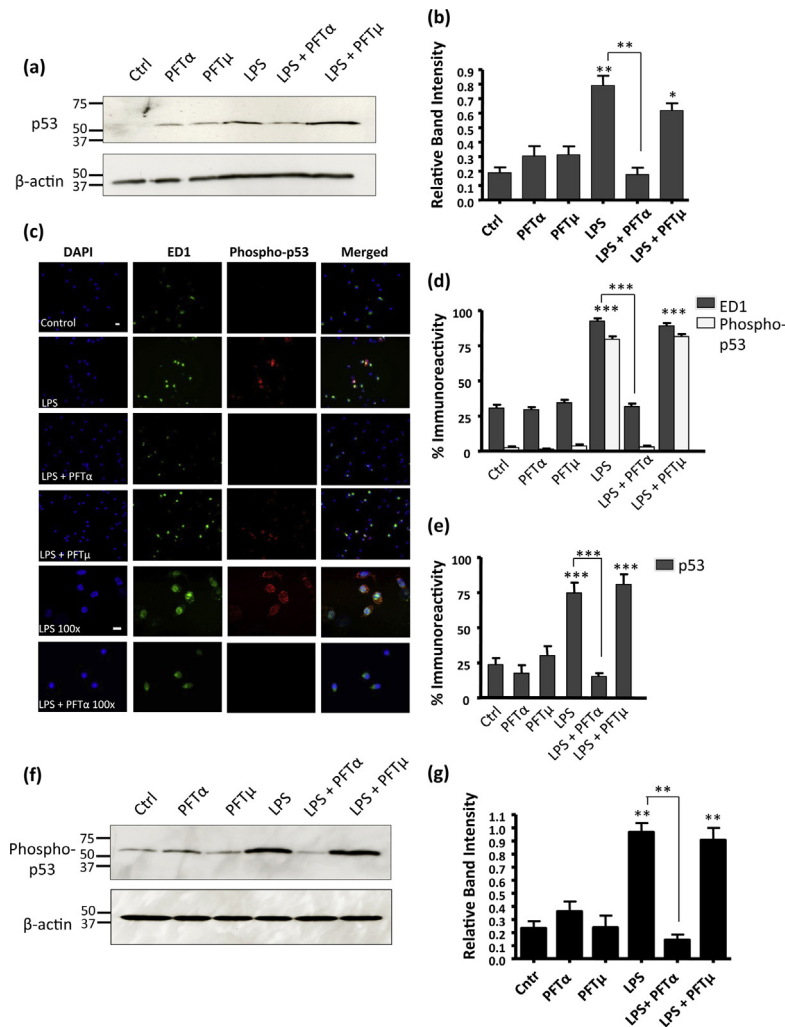 (a)
Ctrl PFTα PFTμ LPS LPS + PFTα LPS + PFTμ
p53
75
50
37
β-actin
50
37
(b)
Relative Band Intensity
0.9
0.8
0.6
0.5
0.4
0.3
0.2
0.1
** ** *
Ctrl PFTα PFTμ LPS LPS + PFTα LPS + PFTμ
(c)
DAPI ED1 Phospho-p53 Merged
Control
LPS
LPS + PFTα
LPS + PFTμ
LPS 100x
LPS + PFTα 100x
(d)
% Immunoreactivity
100
75
50
25
0
*** *** ***
ED1
Phospho-
p53
Ctrl PFTα PFTμ LPS LPS + PFTα LPS + PFTμ
(e)
% Immunoreactivity
100
75
50
25
0
*** *** ***
p53
Ctrl PFTα PFTμ LPS LPS + PFTα LPS + PFTμ
(f)
Ctrl PFTα PFTμ LPS LPS + PFTα LPS + PFTμ
Phospho-
p53
75
50
37
β-actin
50
37
(g)
Relative Band Intensity
1.1
1.0
0.9
0.8
0.7
0.6
0.4
0.3
0.2
0.1
0.0
** ** **
Cntr PFTα PFTμ LPS LPS+ PFTα LPS + PFTμ